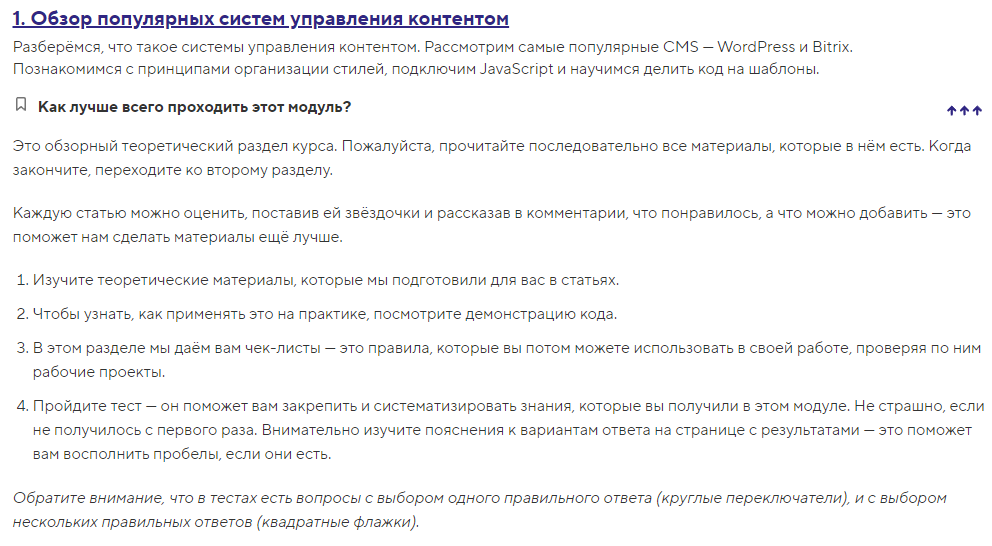 1. Обзор популярных систем управления контентом
Разберёмся, что такое системы управления контентом. Рассмотрим самые популярные CMS — WordPress и Bitrix.
Познакомимся с принципами организации стилей, подключим JavaScript и научимся делить код на шаблоны.
Как лучше всего проходить этот модуль?
Это обзорный теоретический раздел курса. Пожалуйста, прочитайте последовательно все материалы, которые в нём есть. Когда
закончите, переходите ко второму разделу.
Каждую статью можно оценить, поставив ей звёздочки и рассказав в комментарии, что понравилось, а что можно добавить — это
поможет нам сделать материалы ещё лучше.
1. Изучите теоретические материалы, которые мы подготовили для вас в статьях.
2. Чтобы узнать, как применять это на практике, посмотрите демонстрацию кода.
3. В этом разделе мы даём вам чек-листы — это правила, которые вы потом можете использовать в своей работе, проверяя по ним
рабочие проекты.
4. Пройдите тест — он поможет вам закрепить и систематизировать знания, которые вы получили в этом модуле. Не страшно, если
не получилось с первого раза. Внимательно изучите пояснения к вариантам ответа на странице с результатами — это поможет
вам восполнить пробелы, если они есть.
Обратите внимание, что в тестах есть вопросы с выбором одного правильного ответа (круглые переключатели), и с выбором
нескольких правильных ответов (квадратные флажки).